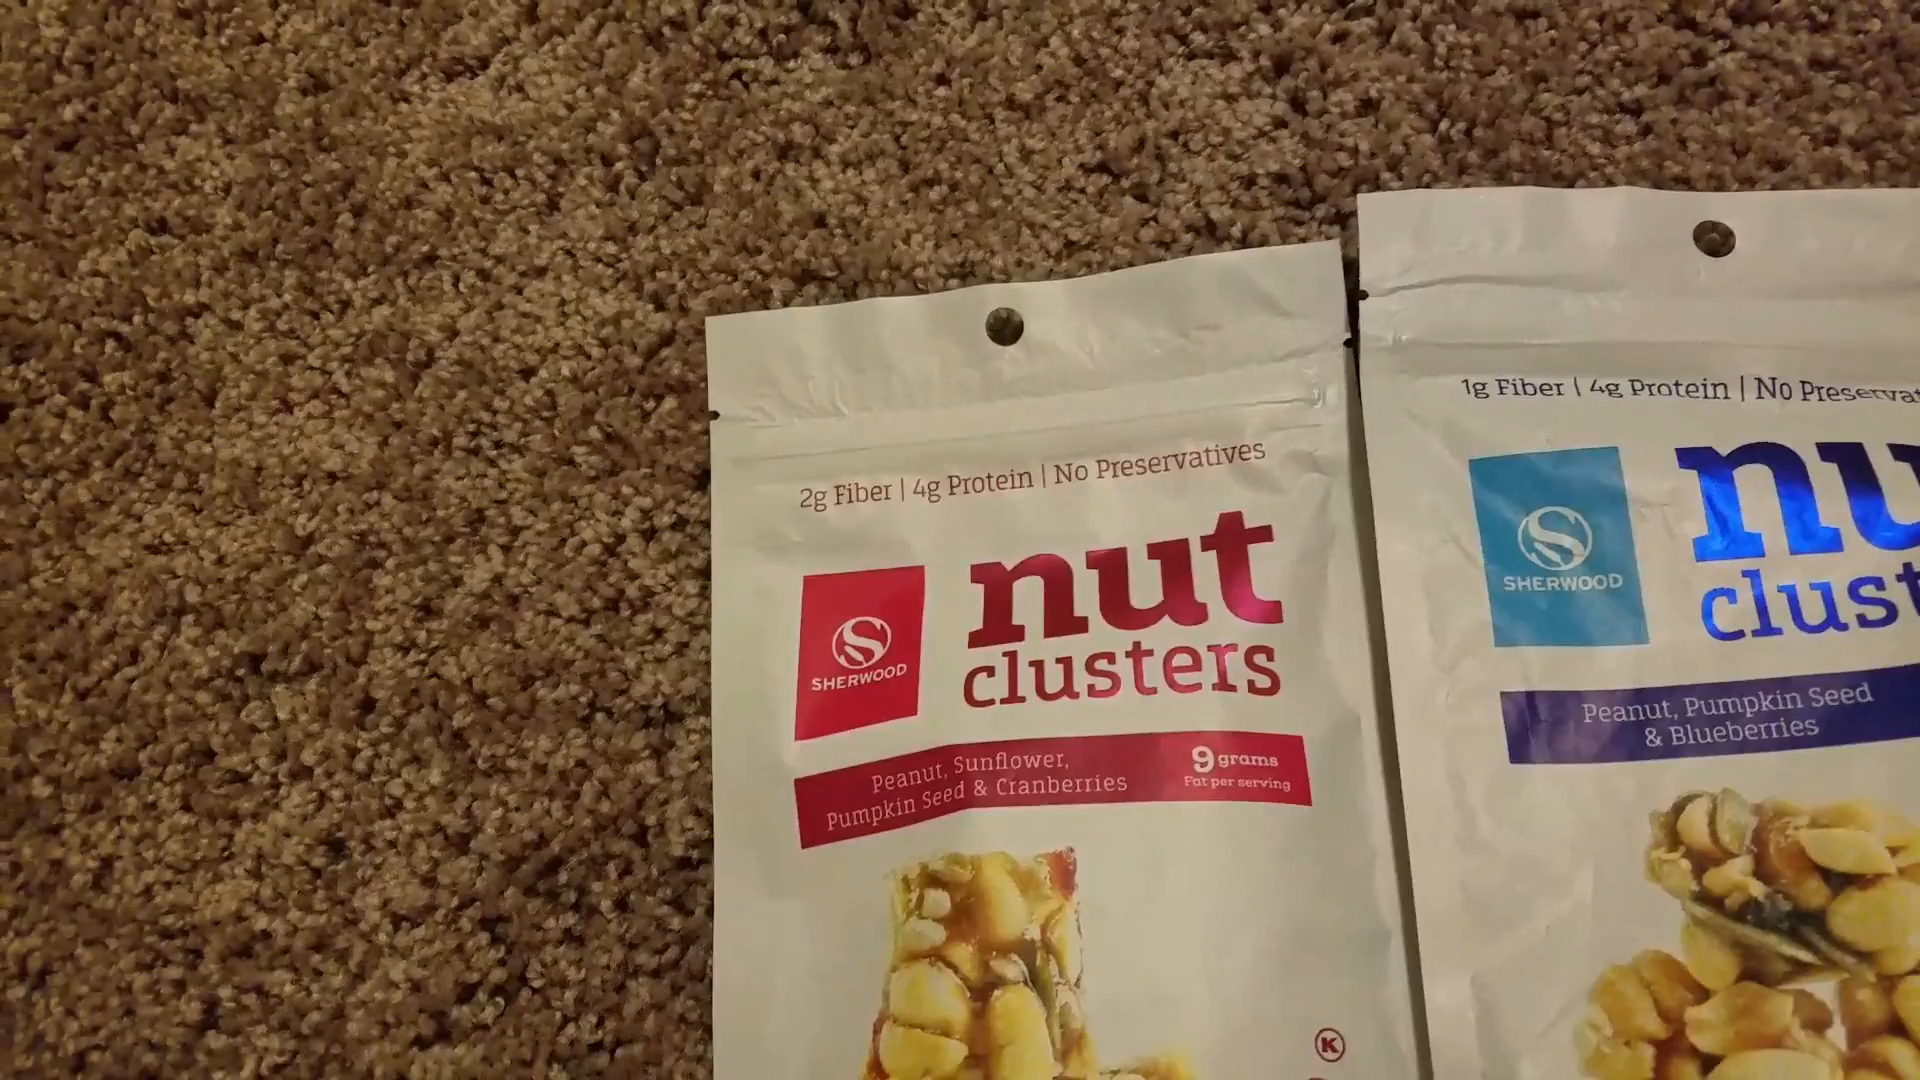 2g Fiber | 4g Protein | No Preservatives
S
SHERWOOD
nut
clusters
Peanut, Sunflower,
Pumpkin Seed & Cranberries
9 grams
Fat per serving
K
1g Fiber | 4g Protein | No Preservat
S
SHERWOOD
nu
clust
Peanut, Pumpkin Seed
& Blueberries